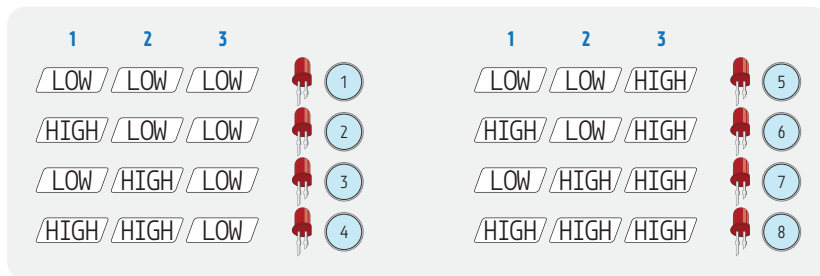 1 2 3
LOW LOW LOW 1
HIGH LOW LOW 2
LOW HIGH LOW 3
HIGH HIGH LOW 4
1 2 3
LOW LOW HIGH 5
HIGH LOW HIGH 6
LOW HIGH HIGH 7
HIGH HIGH HIGH 8